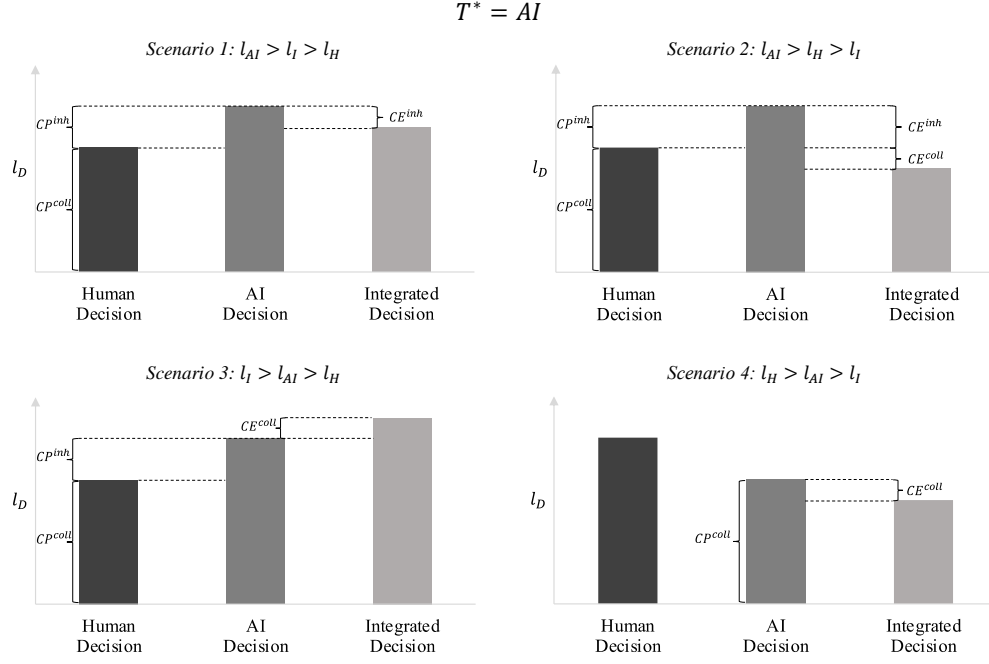 T* = AI
Scenario 1: l_AI > l_I > l_H
CP^inh
CE^inh
l_D
CP^coll
Human Decision
AI Decision
Integrated Decision
Scenario 2: l_AI > l_H > l_I
CP^inh
CE^inh
CE^coll
l_D
CP^coll
Human Decision
AI Decision
Integrated Decision
Scenario 3: l_I > l_AI > l_H
CE^coll
CP^inh
l_D
CP^coll
Human Decision
AI Decision
Integrated Decision
Scenario 4: l_H > l_AI > l_I
CE^coll
l_D
CP^coll
Human Decision
AI Decision
Integrated Decision